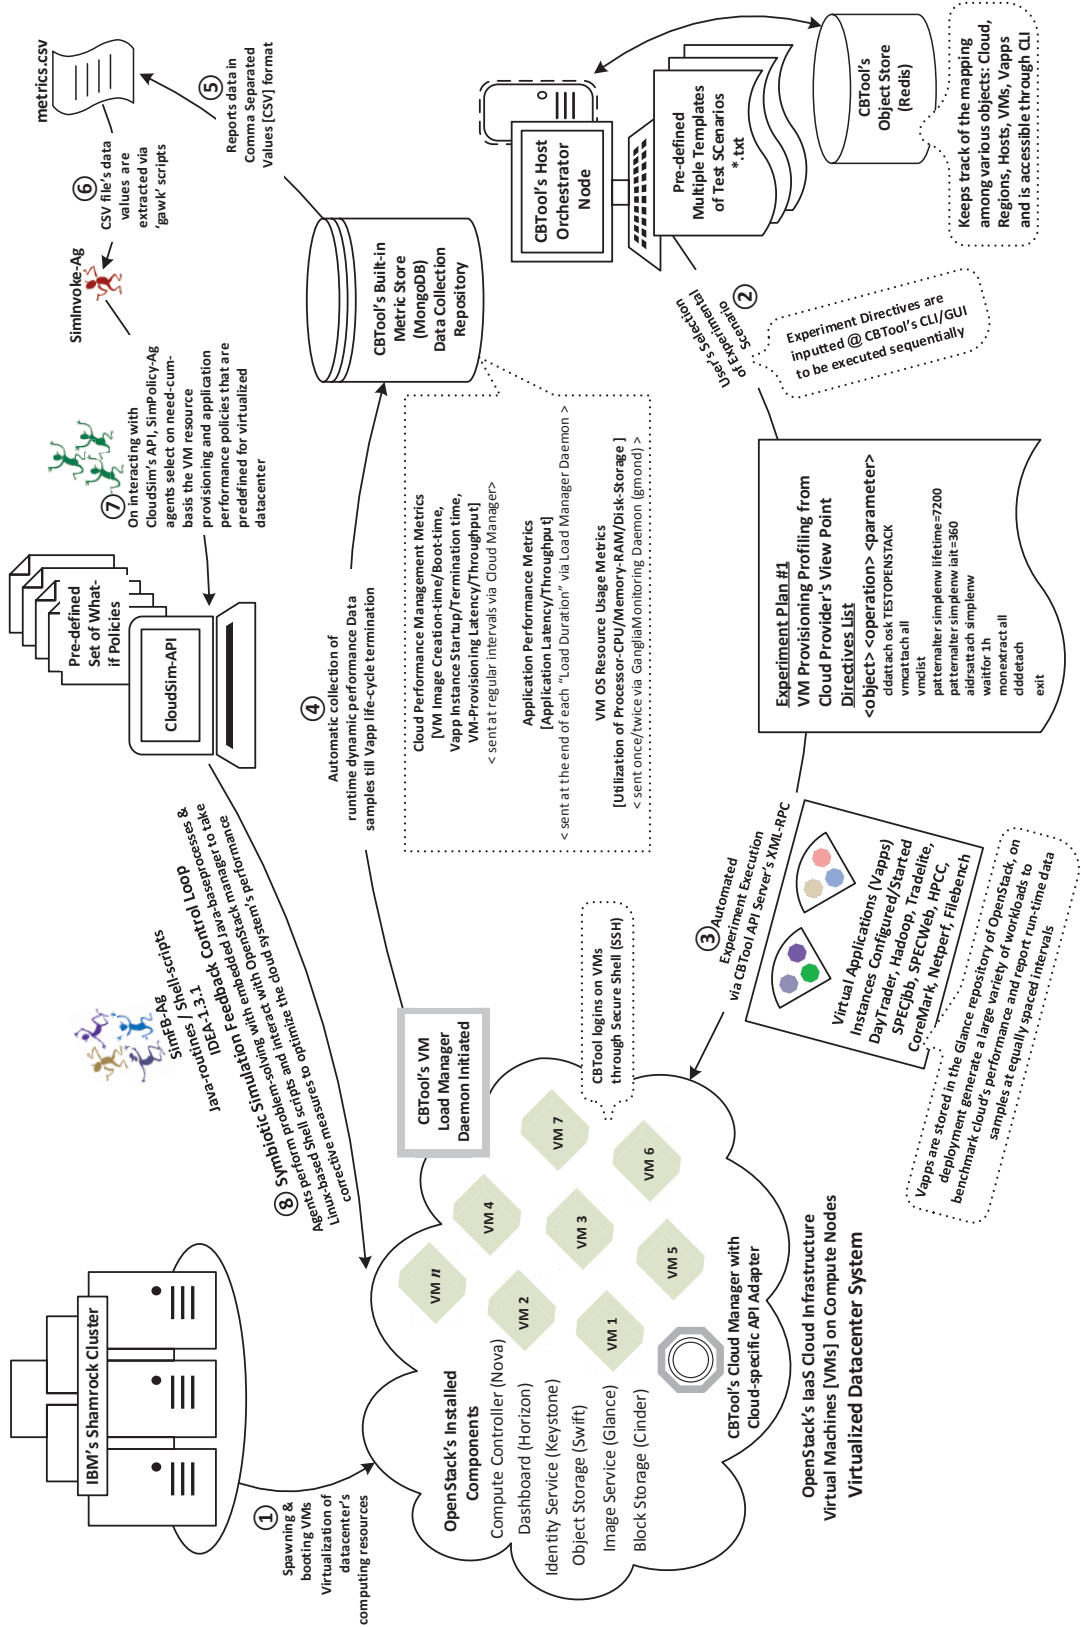 IBM's Shamrock Cluster
1
Spawning &
booting VMs
Virtualization of
datacenter's
computing resources
OpenStack's Installed
Components
Compute Controller (Nova)
Dashboard (Horizon)
Identity Service (Keystone)
Object Storage (Swift)
Image Service (Glance)
Block Storage (Cinder)
VM n
VM 4
VM 7
VM 2
VM 3
VM 6
VM 1
VM 5
CBTool's Cloud Manager with
Cloud-specific API Adapter
OpenStack's IaaS Cloud Infrastructure
Virtual Machines [VMs] on Compute Nodes
Virtualized Datacenter System
CBTool's VM
Load Manager
Daemon Initiated
CBTool logins on VMs
through Secure Shell (SSH)
SimFB-Ag
Java-routines / Shell-scripts
IDEA-1.3.1
8 Symbiotic Simulation Feedback Control Loop
Agents perform problem-solving with embedded Java-baseprocesses &
Linux-based Shell scripts and interact with OpenStack manager to take
corrective measures to optimize the cloud system's performance
Pre-defined
Set of What-
if Policies
CloudSim-API
7
On interacting with
CloudSim's API, SimPolicy-Ag
agents select on need-cum-
basis the VM resource
provisioning and application
performance policies that are
predefined for virtualized
datacenter
SimInvoke-Ag
6
CSV file's data
values are
extracted via
'gawk' scripts
metrics.csv
5
Reports data in
Comma Separated
Values [CSV] format
4
Automatic collection of
runtime dynamic performance Data
samples till Vapp life-cycle termination
CBTool's Built-in
Metric Store
(MongoDB)
Data Collection
Repository
Cloud Performance Management Metrics
[VM Image Creation-time/Boot-time,
Vapp Instance Startup/Termination time,
VM-Provisioning Latency/Throughput]
< sent at regular intervals via Cloud Manager>
Application Performance Metrics
[Application Latency/Throughput]
< sent at the end of each "Load Duration" via Load Manager Daemon >
VM OS Resource Usage Metrics
[Utilization of Processor-CPU/Memory-RAM/Disk-Storage ]
< sent once/twice via GangliaMonitoring Daemon (gmond) >
CBTool's Host
Orchestrator
Node
Pre-defined
Multiple Templates
of Test SCenarios
*.txt
CBTool's
Object Store
(Redis)
Keeps track of the mapping
among various objects: Cloud,
Regions, Hosts, VMs, Vapps
and is accessible through CLI
User's Selection
of Experimental
Scenario
2
Experiment Directives are
inputted @ CBTool's CLI/GUI
to be executed sequentially
Experiment Plan #1
VM Provisioning Profiling from
Cloud Provider's View Point
Directives List
<object> <operation> <parameter>
cldattach osk TESTOPENSTACK
vmcattach all
vmclist
patternalter simplenw lifetime=7200
patternalter simplenw iait=360
aidrsattach simplenw
waitfor 1h
monextract all
clddetach
exit
3
Automated
Experiment Execution
via CBTool API Server's XML-RPC
Virtual Applications (Vapps)
Instances Configured/Started
DayTrader, Hadoop, Tradelite,
SPECjbb, SPECWeb, HPCC,
CoreMark, Netperf, Filebench
Vapps are stored in the Glance repository of OpenStack, on
deployment generate a large variety of workloads to
benchmark cloud's performance and report run-time data
samples at equally spaced intervals